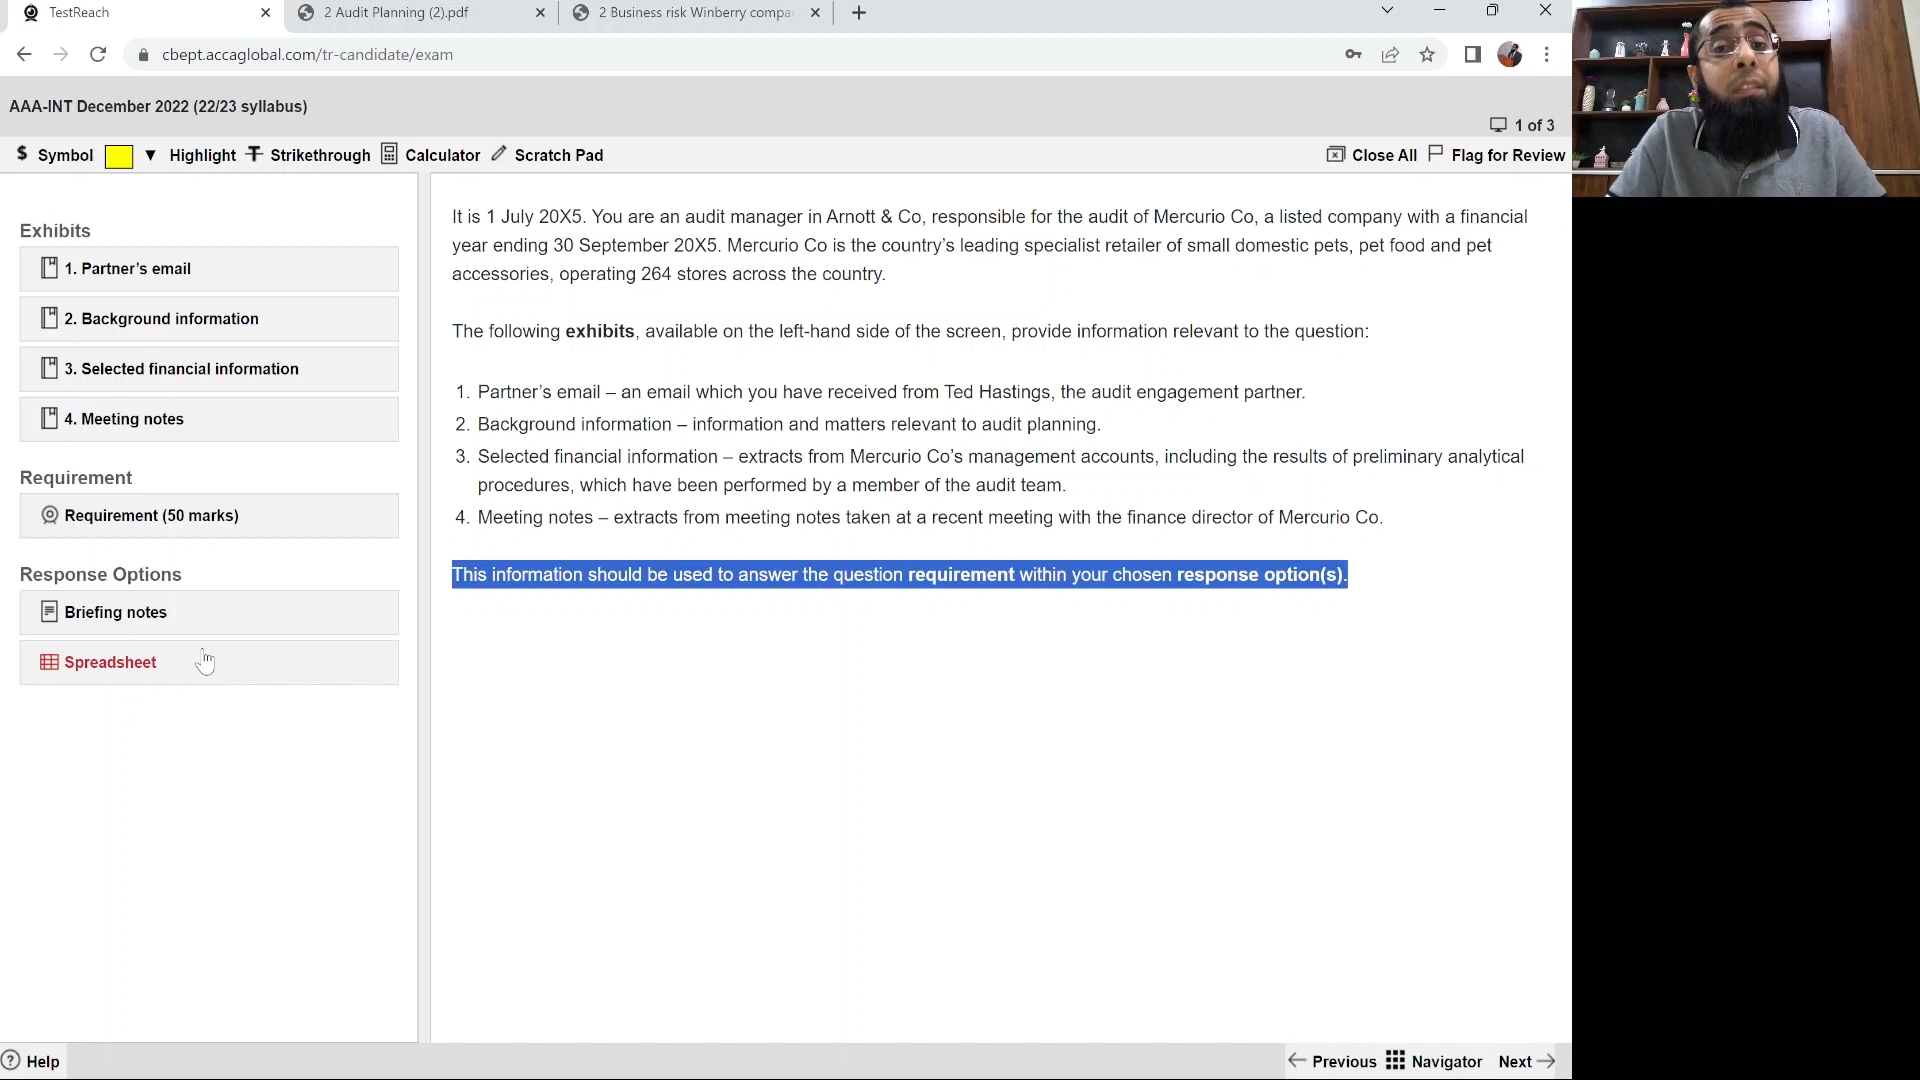 TestReach
2 Audit Planning (2).pdf
2 Business risk Winberry compa
cbept.accaglobal.com/tr-candidate/exam
AAA-INT December 2022 (22/23 syllabus)
1 of 3
$ Symbol
Highlight
Strikethrough
Calculator
Scratch Pad
Close All
Flag for Review
Exhibits
1. Partner’s email
2. Background information
3. Selected financial information
4. Meeting notes
Requirement
Requirement (50 marks)
Response Options
Briefing notes
Spreadsheet
It is 1 July 20X5. You are an audit manager in Arnott & Co, responsible for the audit of Mercurio Co, a listed company with a financial
year ending 30 September 20X5. Mercurio Co is the country’s leading specialist retailer of small domestic pets, pet food and pet
accessories, operating 264 stores across the country.
The following exhibits, available on the left-hand side of the screen, provide information relevant to the question:
1. Partner’s email – an email which you have received from Ted Hastings, the audit engagement partner.
2. Background information – information and matters relevant to audit planning.
3. Selected financial information – extracts from Mercurio Co’s management accounts, including the results of preliminary analytical
procedures, which have been performed by a member of the audit team.
4. Meeting notes – extracts from meeting notes taken at a recent meeting with the finance director of Mercurio Co.
This information should be used to answer the question requirement within your chosen response option(s).
? Help
Previous
Navigator
Next